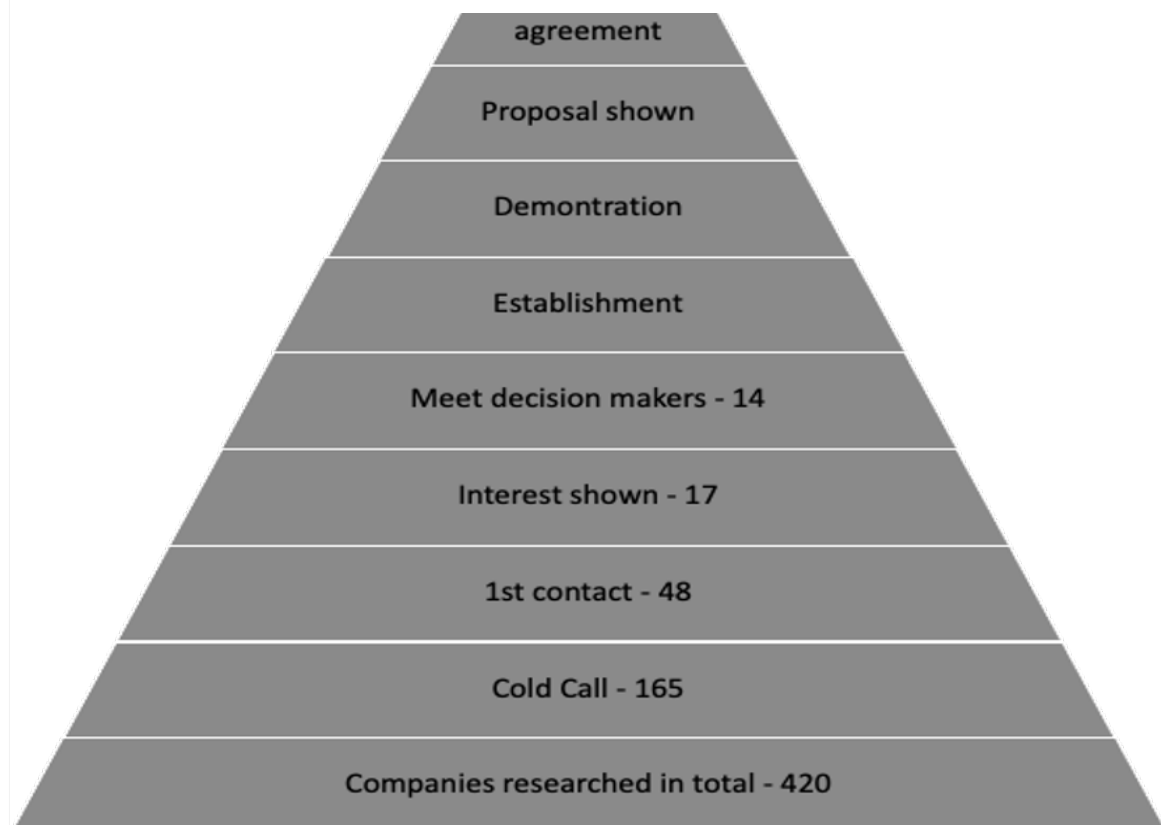 agreement
Proposal shown
Demontration
Establishment
Meet decision makers - 14
Interest shown - 17
1st contact - 48
Cold Call - 165
Companies researched in total - 420